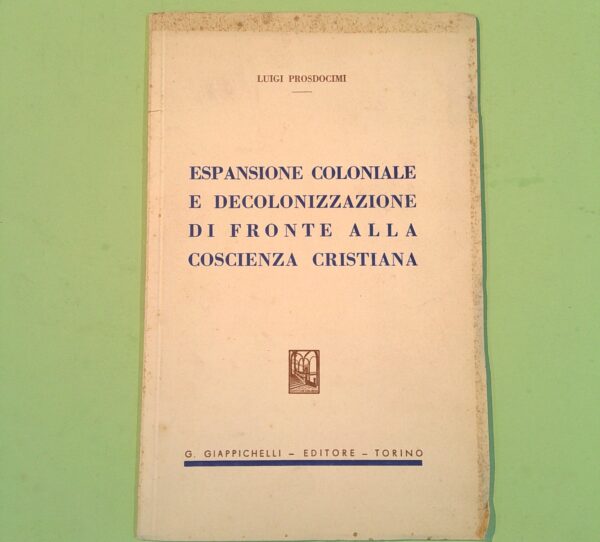 LUIGI PROSDOCIMI
ESPANSIONE COLONIALE
E DECOLONIZZAZIONE
DI FRONTE ALLA
COSCIENZA CRISTIANA
G. GIAPPICHELLI – EDITORE – TORINO